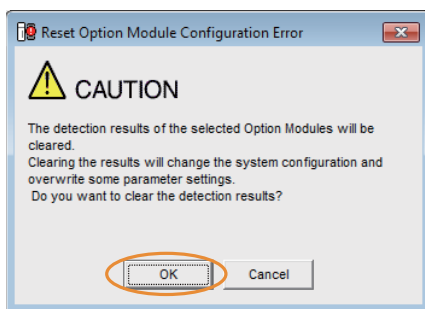 Reset Option Module Configuration Error
CAUTION
The detection results of the selected Option Modules will be
cleared.
Clearing the results will change the system configuration and
overwrite some parameter settings.
Do you want to clear the detection results?
OK Cancel